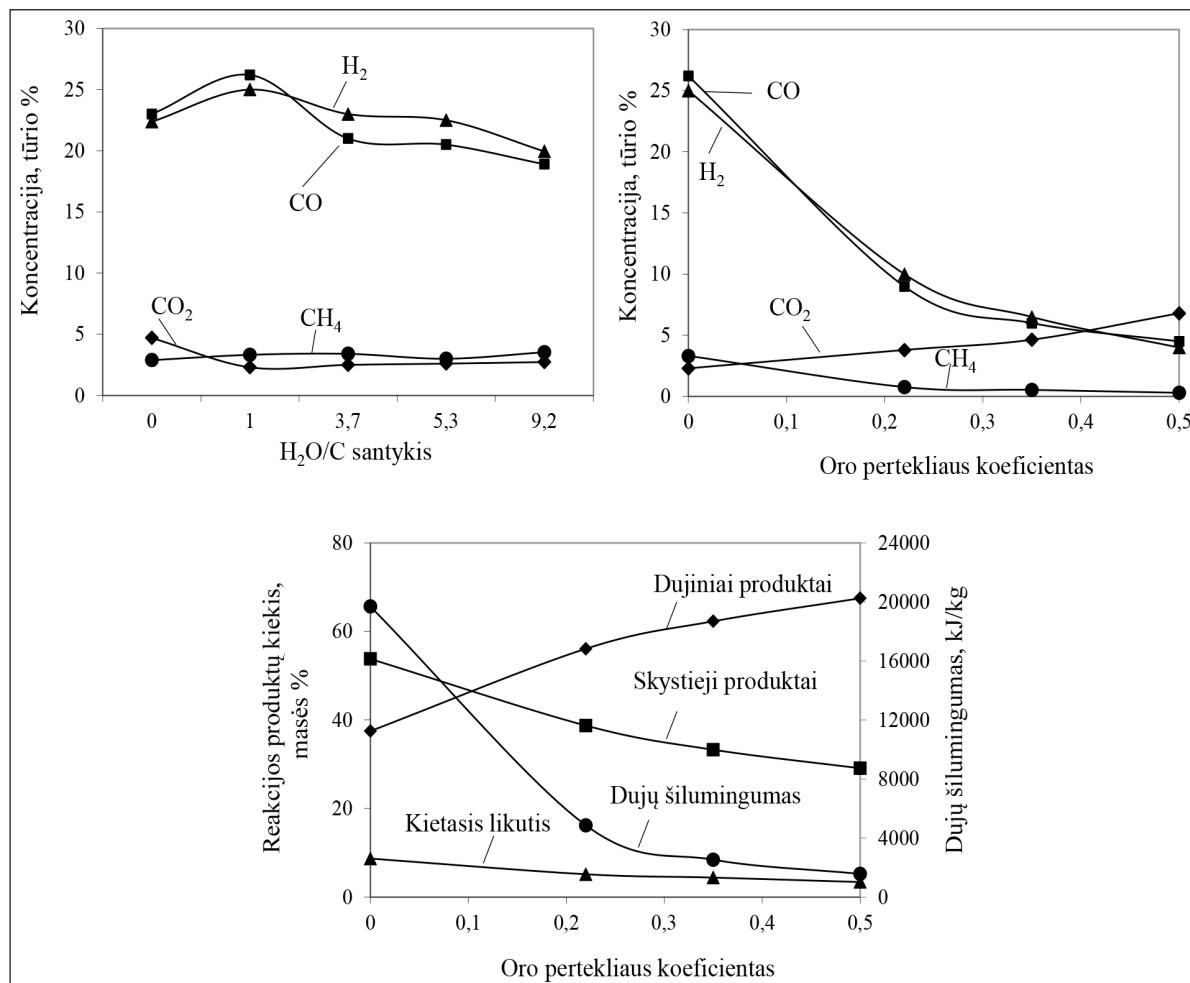 Koncentracija, tūrio %
30
25
20
15
10
5
0
H₂
CO
CO₂
CH₄
0 1 3,7 5,3 9,2
H₂O/C santykis
Koncentracija, tūrio %
30
25
20
15
10
5
0
CO
H₂
CO₂
CH₄
0 0,1 0,2 0,3 0,4 0,5
Oro pertekliaus koeficientas
Reakcijos produktų kiekis,
masės %
80
60
40
20
0
Dujiniai produktai
Skystieji produktai
Dujų šilumingumas
Kietasis likutis
24000
20000
16000
12000
8000
4000
0
Dujų šilumingumas, kJ/kg
0 0,1 0,2 0,3 0,4 0,5
Oro pertekliaus koeficientas